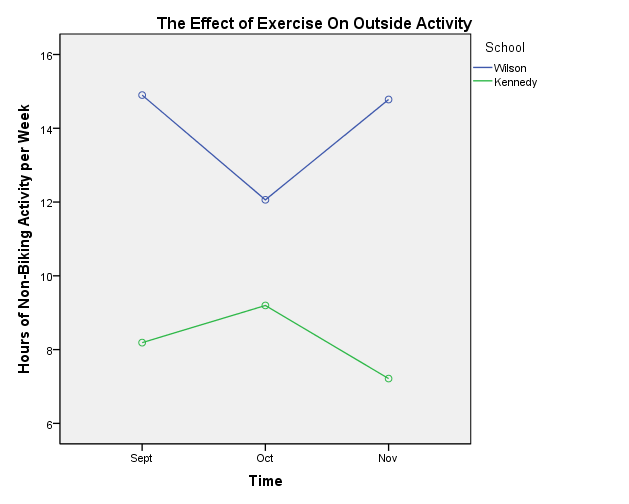 The Effect of Exercise On Outside Activity
School
Wilson
Kennedy
Hours of Non-Biking Activity per Week
16
14
12
10
8
6
Sept
Oct
Nov
Time